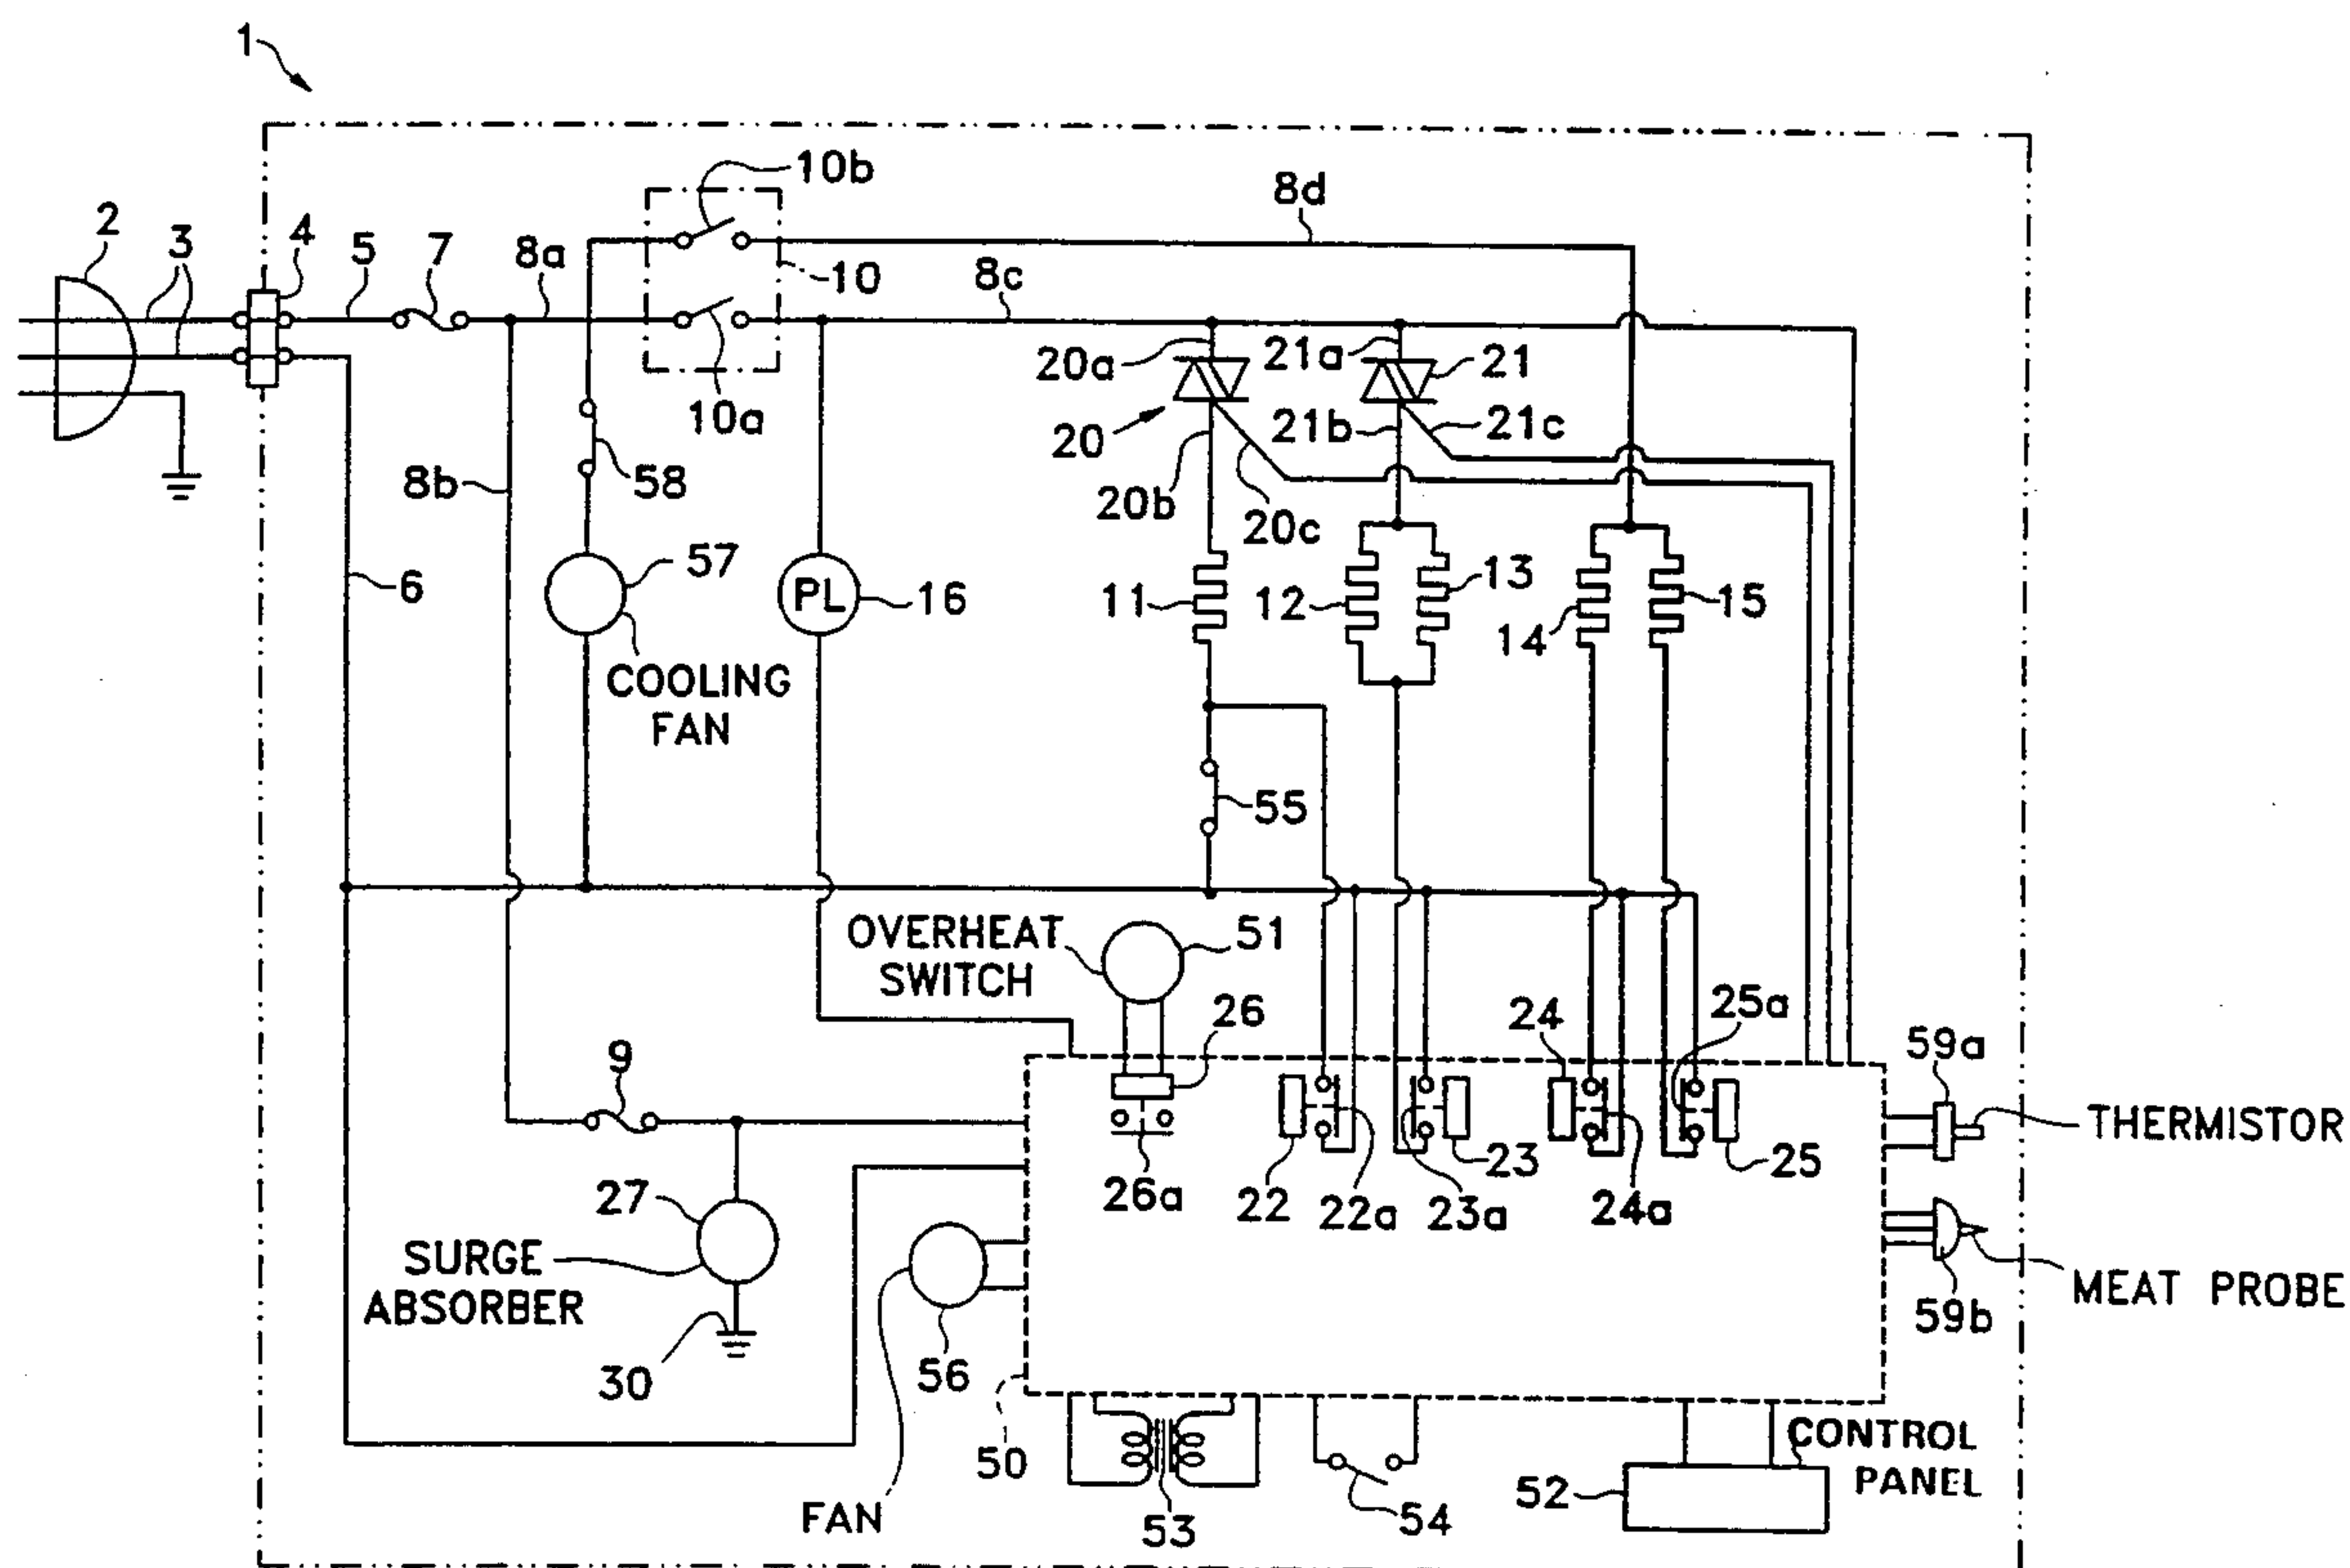 1
10b
8d
2
3
4
5
7
8a
10
8c
20a
21a
21
10a
20
21b
21c
8b
58
20b
20c
6
57
PL
16
11
12
13
14
15
COOLING
FAN
55
OVERHEAT
SWITCH
51
26
24
25a
59a
9
THERMISTOR
27
26a
22
22a
23a
23
24a
25
SURGE
ABSORBER
MEAT PROBE
59b
30
56
50
CONTROL
PANEL
52
FAN
53
54